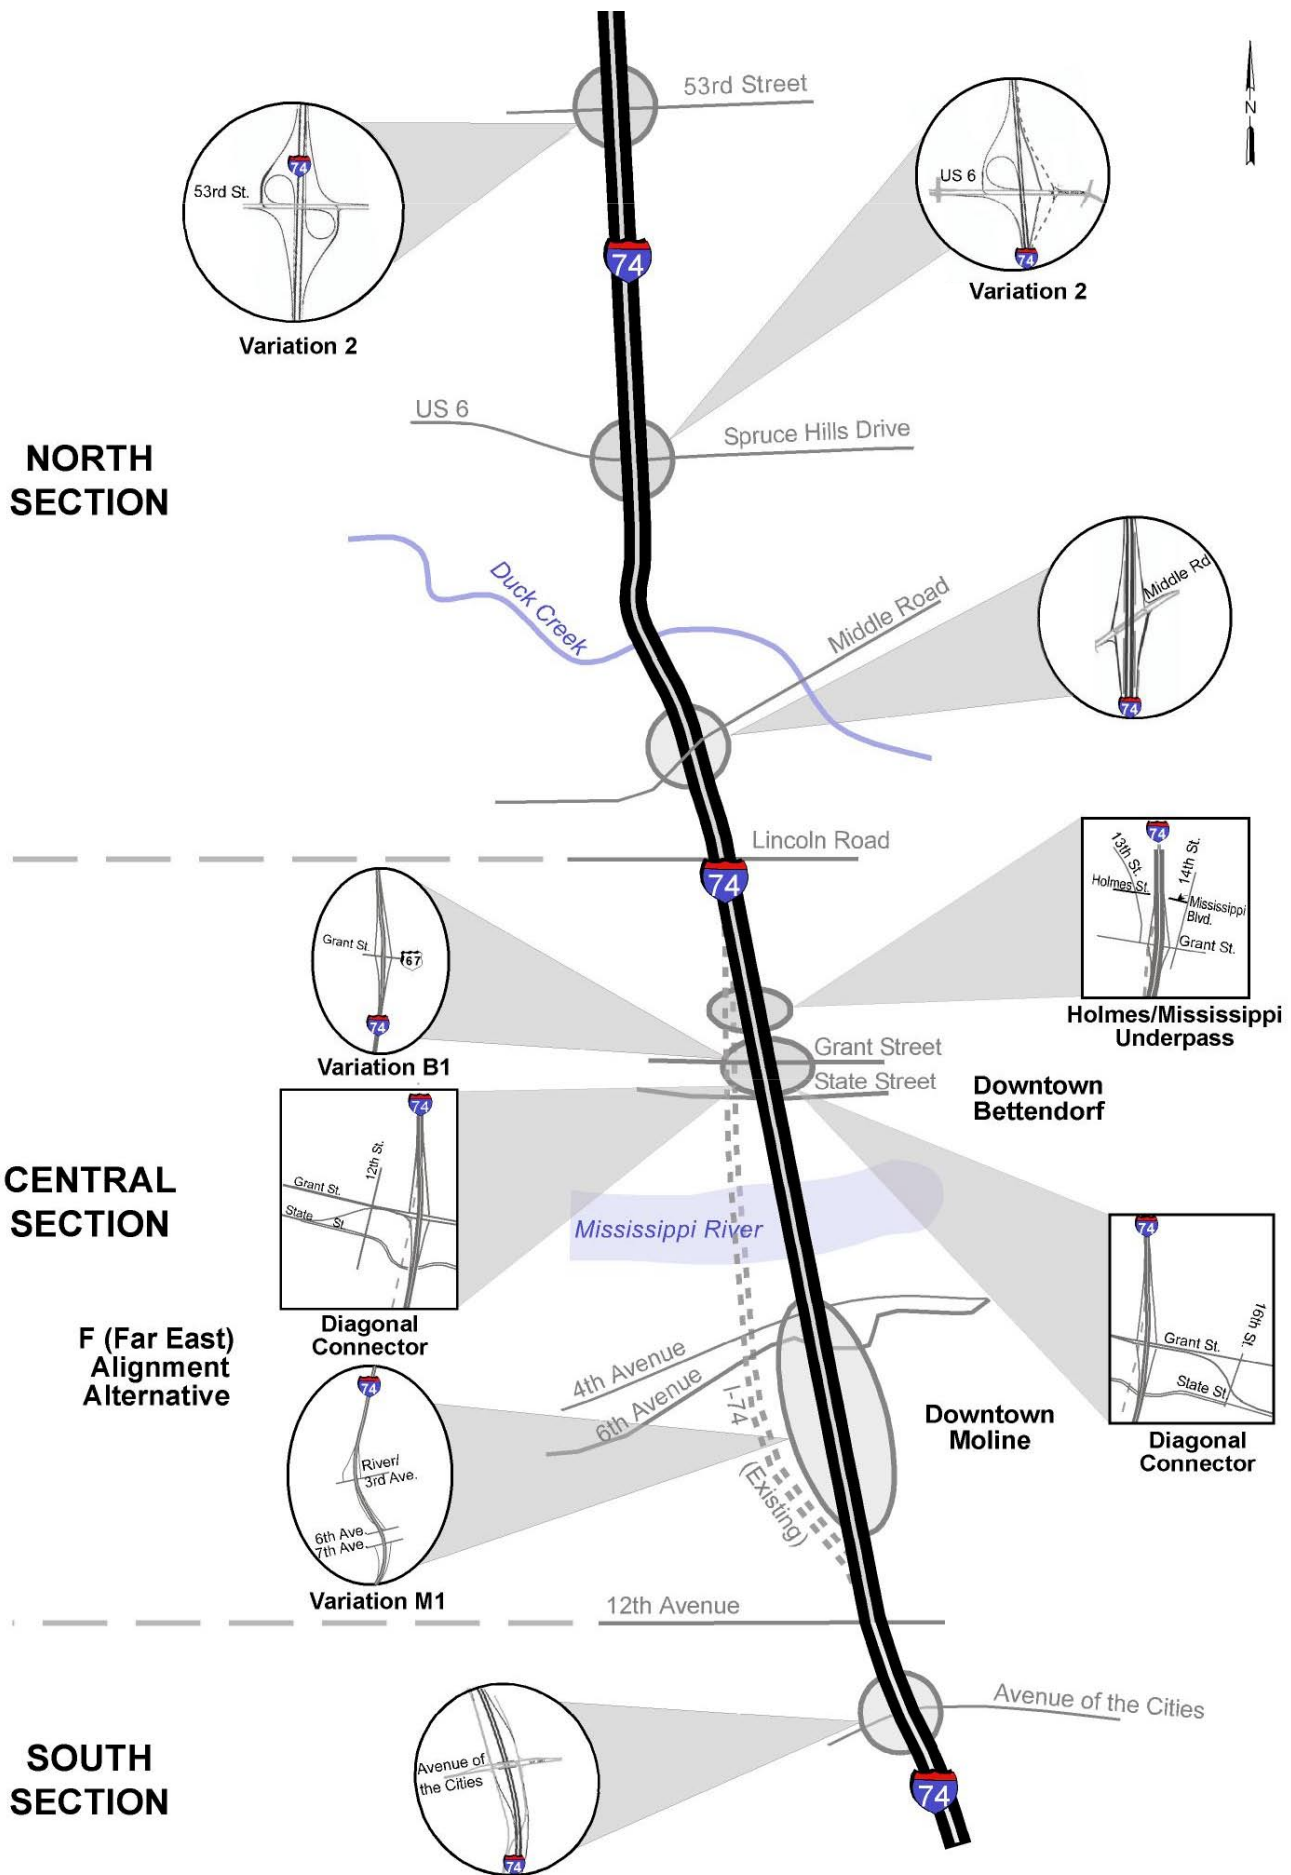 53rd Street
N
74
53rd St.
Variation 2
US 6
74
Variation 2
74
US 6
Spruce Hills Drive
NORTH
SECTION
Duck Creek
Middle Road
Middle Rd
74
Lincoln Road
74
Grant St.
67
74
Variation B1
74
13th St.
14th St.
Holmes St.
Mississippi
Blvd.
Grant St.
Holmes/Mississippi
Underpass
Grant Street
State Street
Downtown
Bettendorf
74
12th St.
Grant St.
State St.
Diagonal
Connector
CENTRAL
SECTION
Mississippi River
74
16th St.
Grant St.
State St.
Diagonal
Connector
F (Far East)
Alignment
Alternative
4th Avenue
6th Avenue
I-74
(Existing)
Downtown
Moline
74
River/
3rd Ave.
6th Ave.
7th Ave.
Variation M1
12th Avenue
SOUTH
SECTION
Avenue of
the Cities
74
Avenue of the Cities
74